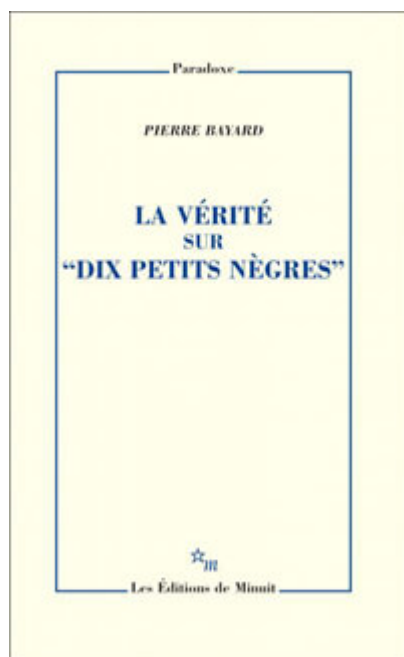 Paradoxe
PIERRE BAYARD
LA VÉRITÉ
SUR
“DIX PETITS NÈGRES”
m
Les Éditions de Minuit